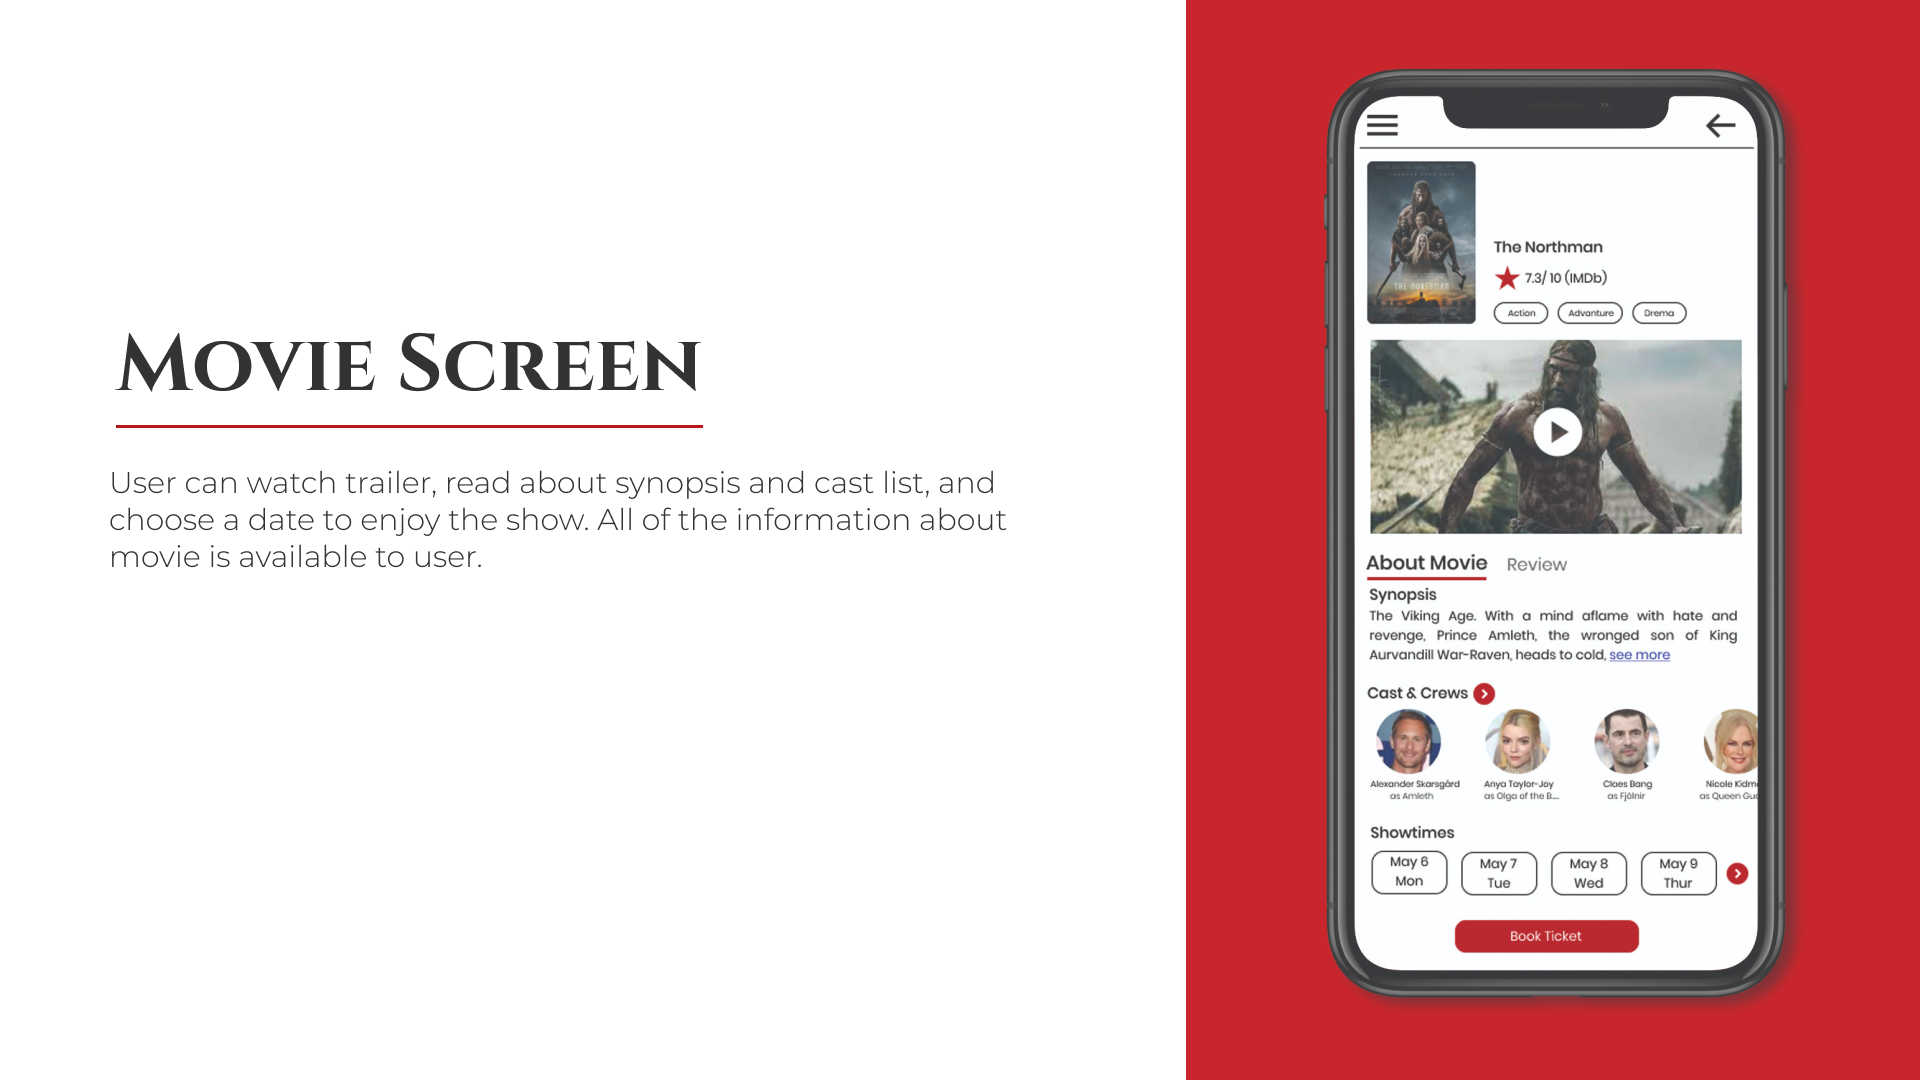 Movie Screen
User can watch trailer, read about synopsis and cast list, and
choose a date to enjoy the show. All of the information about
movie is available to user.
THE NORTHMAN
The Northman
7.3/ 10 (IMDb)
Action Advanture Drema
About Movie Review
Synopsis
The Viking Age. With a mind aflame with hate and
revenge, Prince Amleth, the wronged son of King
Aurvandill War-Raven, heads to cold, see more
Cast & Crews
Alexander Skarsgård Anya Taylor-Joy Claes Bang Nicole Kidm
as Amleth as Olga of the B... as Fjölnir as Queen Gu
Showtimes
May 6 May 7 May 8 May 9
Mon Tue Wed Thur
Book Ticket